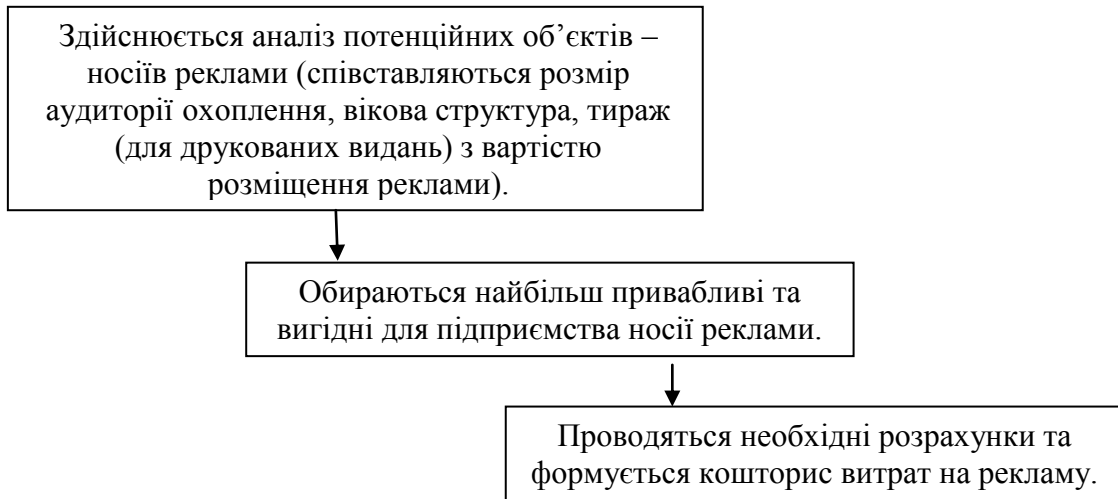 Здійснюється аналіз потенційних об’єктів –
носіїв реклами (співставляються розмір
аудиторії охоплення, вікова структура, тираж
(для друкованих видань) з вартістю
розміщення реклами).
Обираються найбільш привабливі та
вигідні для підприємства носії реклами.
Проводяться необхідні розрахунки та
формується кошторис витрат на рекламу.